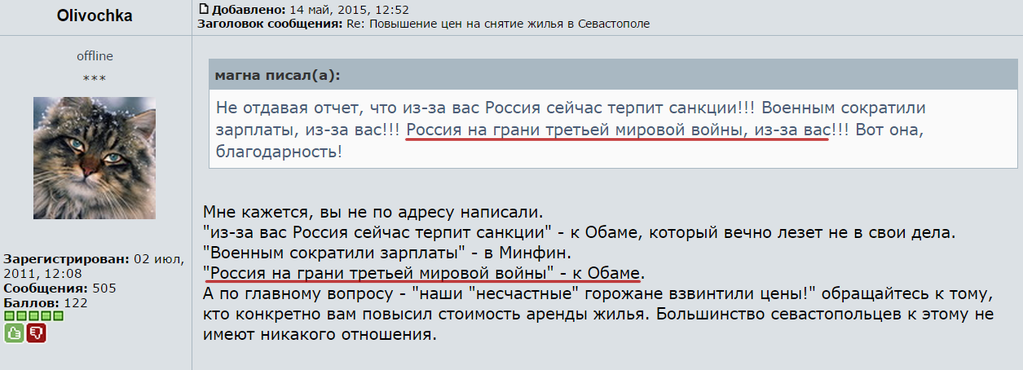 Olivochka
Добавлено: 14 май, 2015, 12:52
Заголовок сообщения: Re: Повышение цен на снятие жилья в Севастополе
offline
***
магна писал(а):
Не отдавая отчет, что из-за вас Россия сейчас терпит санкции!!! Военным сократили
зарплаты, из-за вас!!! Россия на грани третьей мировой войны, из-за вас!!! Вот она,
благодарность!
Мне кажется, вы не по адресу написали.
"из-за вас Россия сейчас терпит санкции" - к Обаме, который вечно лезет не в свои дела.
"Военным сократили зарплаты" - в Минфин.
"Россия на грани третьей мировой войны" - к Обаме.
А по главному вопросу - "наши "несчастные" горожане взвинтили цены!" обращайтесь к тому,
кто конкретно вам повысил стоимость аренды жилья. Большинство севастопольцев к этому не
имеют никакого отношения.
Зарегистрирован: 02 июл,
2011, 12:08
Сообщения: 505
Баллов: 122